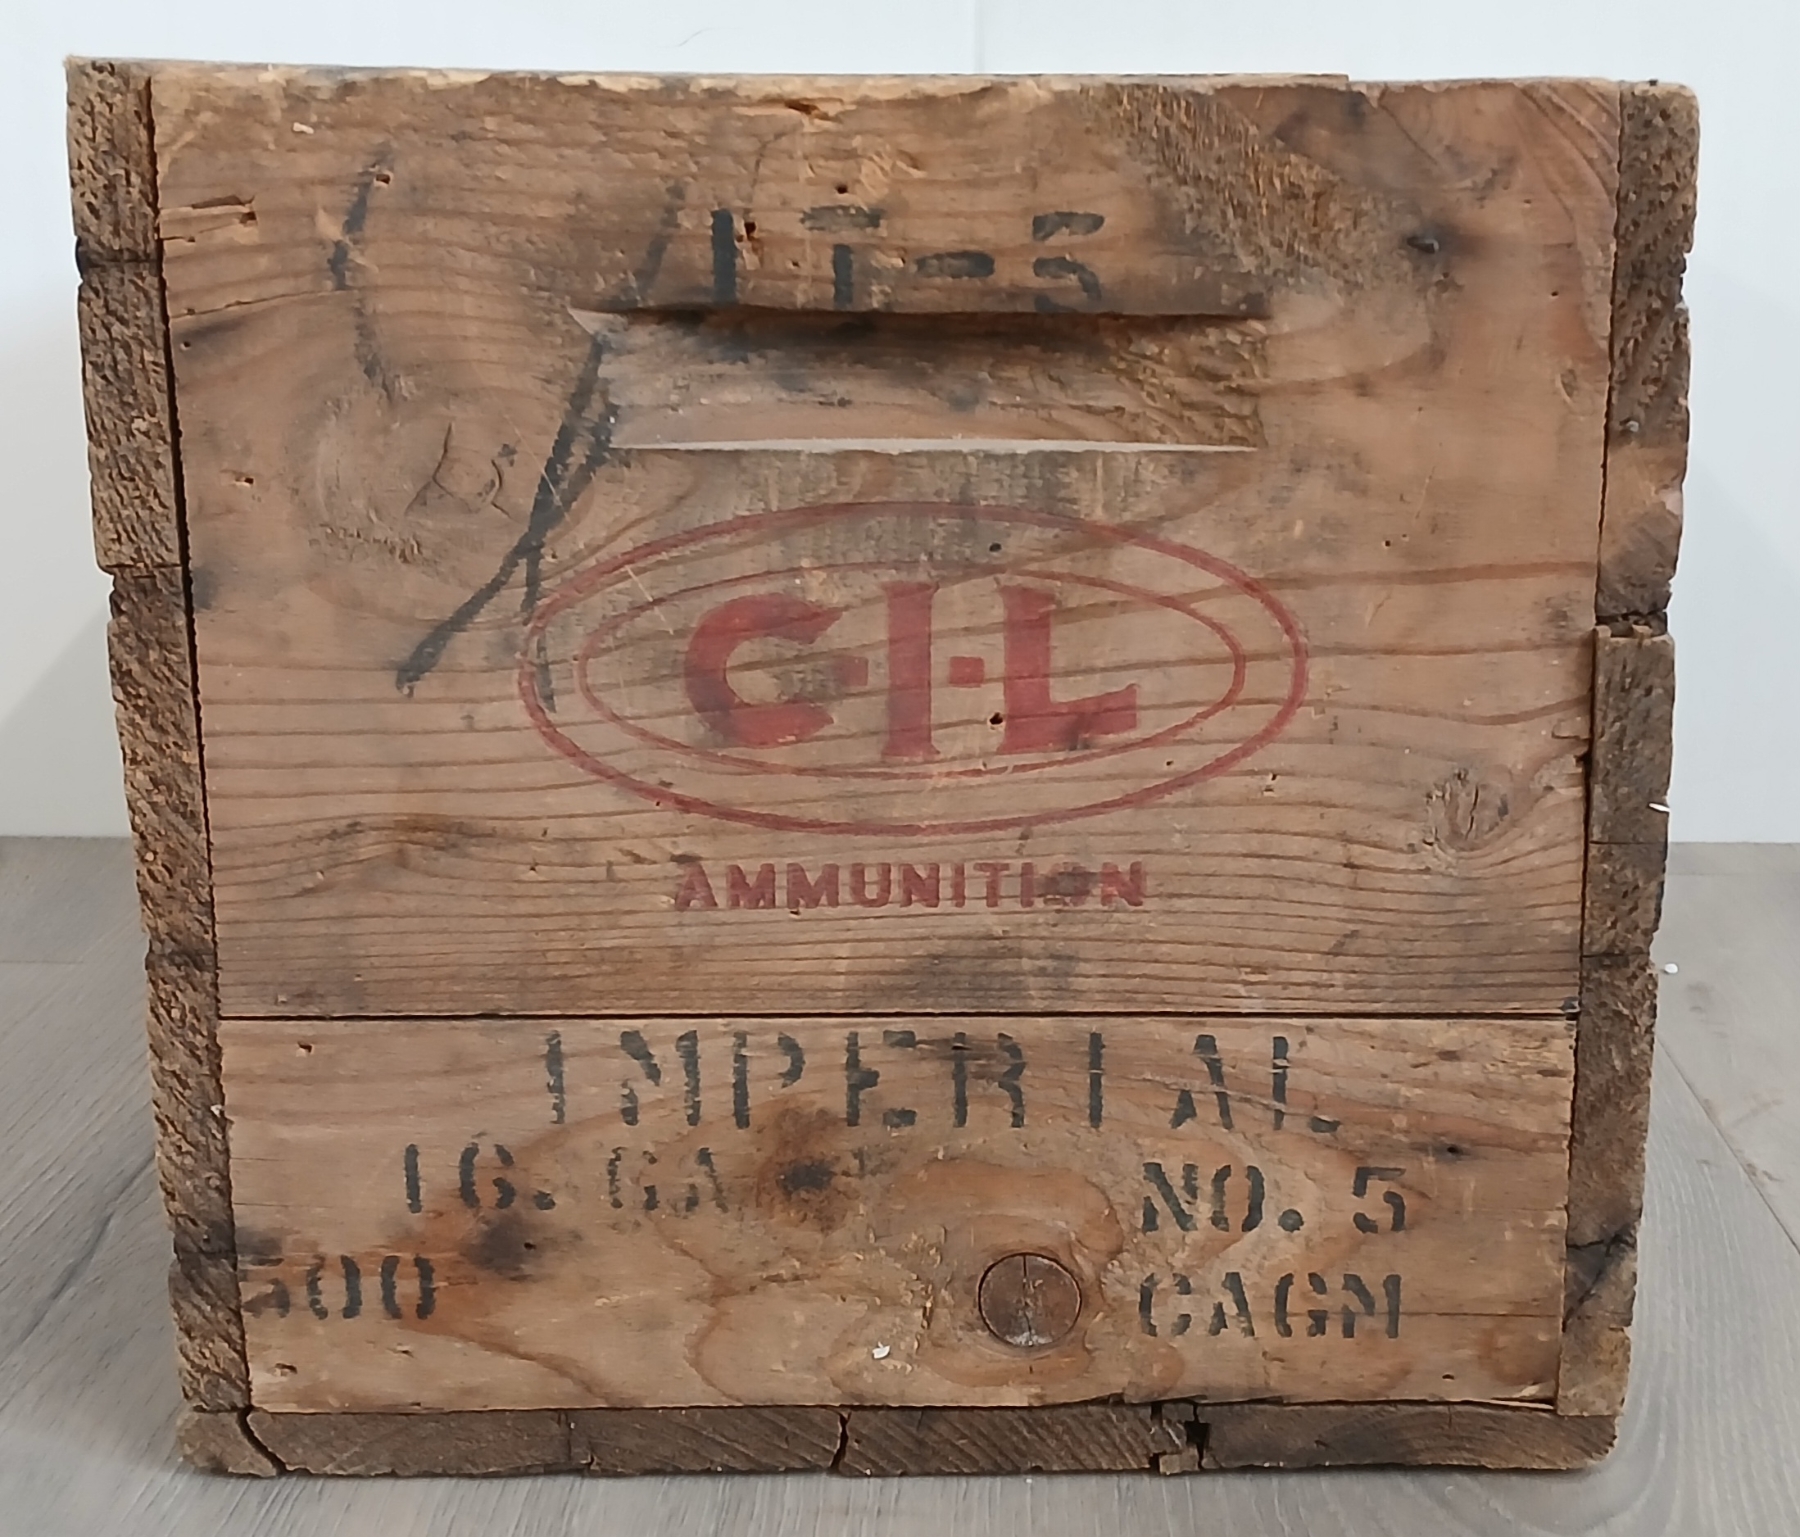 C·I·L
AMMUNITION
IMPERIAL
16. GA NO. 5
500 CAGM